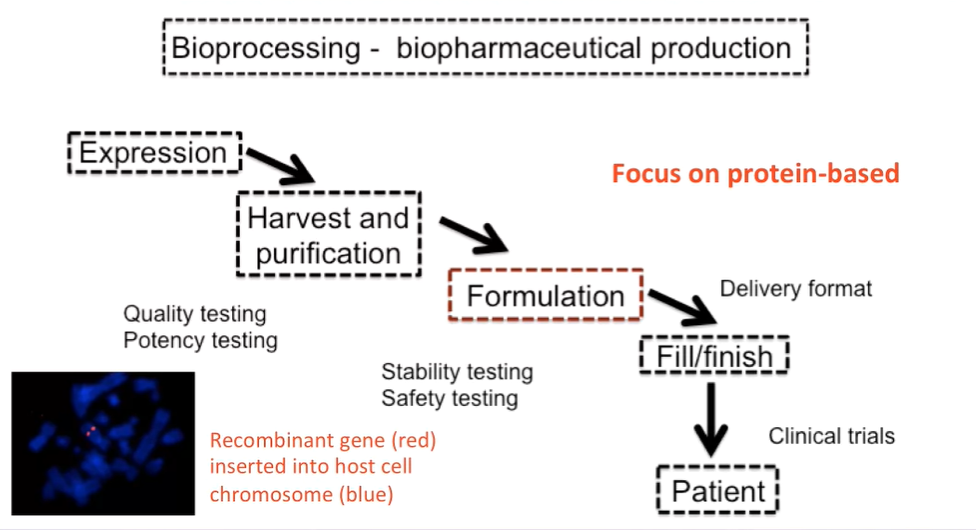 Bioprocessing - biopharmaceutical production
Expression
Focus on protein-based
Harvest and
purification
Formulation
Delivery format
Quality testing
Potency testing
Fill/finish
Stability testing
Safety testing
Recombinant gene (red)
inserted into host cell
chromosome (blue)
Clinical trials
Patient